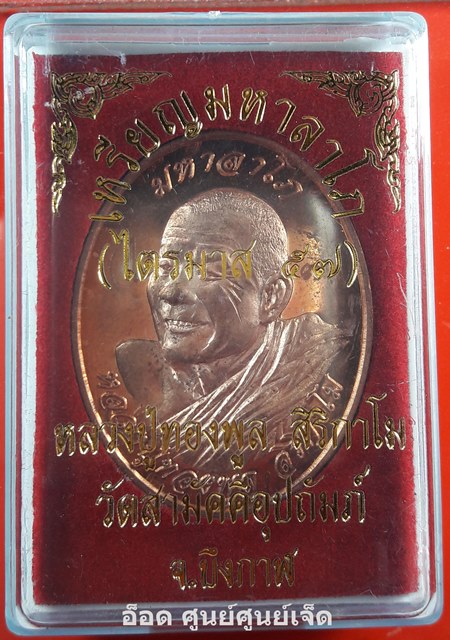 เหรียญมหาลาโภ
มหาลาโภ
(ไตรมาส ๕๗)
หลวงปู่ทองพูล สิริกาโม
วัดสามัคคีอุปถัมภ์
จ.บึงกาฬ
อ็อด ศูนย์ศูนย์เจ็ด